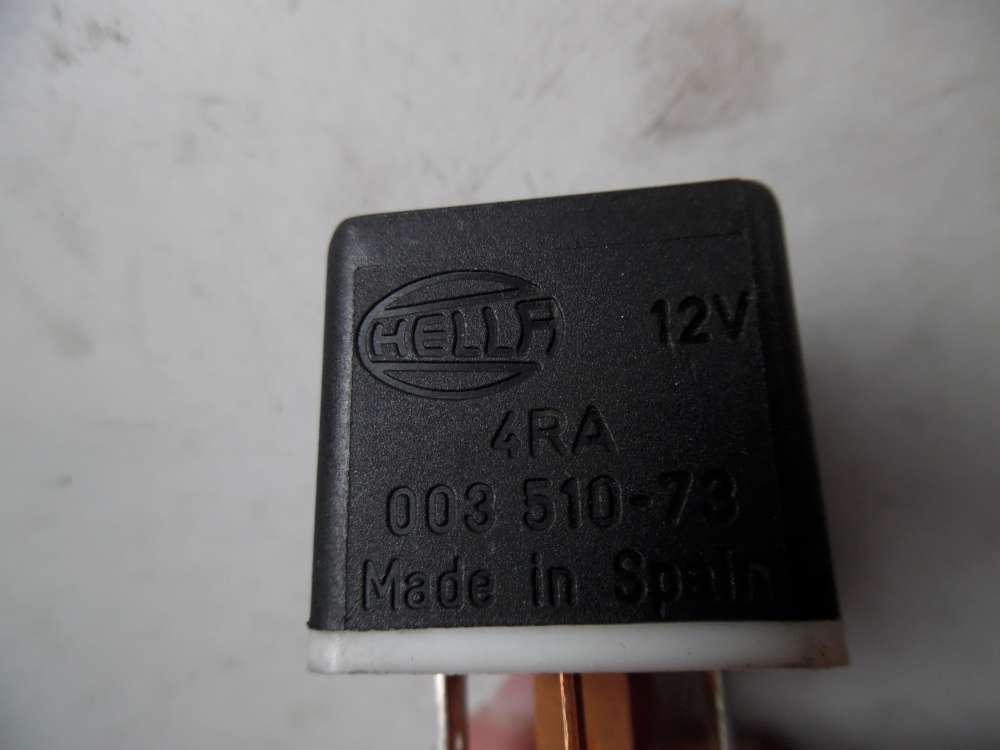 HELLA 12V
4RA
003 510-73
Made in Spain